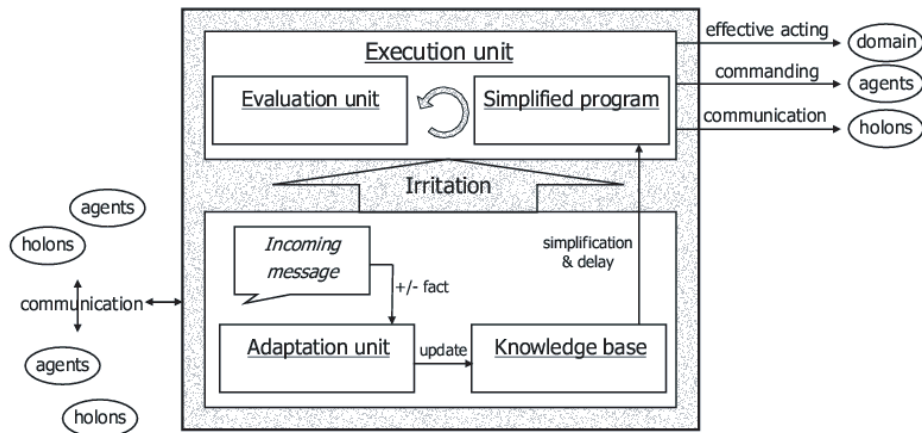 Execution unit
Evaluation unit
Simplified program
effective acting
domain
commanding
agents
communication
holons
Irritation
agents
holons
communication
agents
holons
Incoming
message
+/- fact
simplification
& delay
Adaptation unit
update
Knowledge base